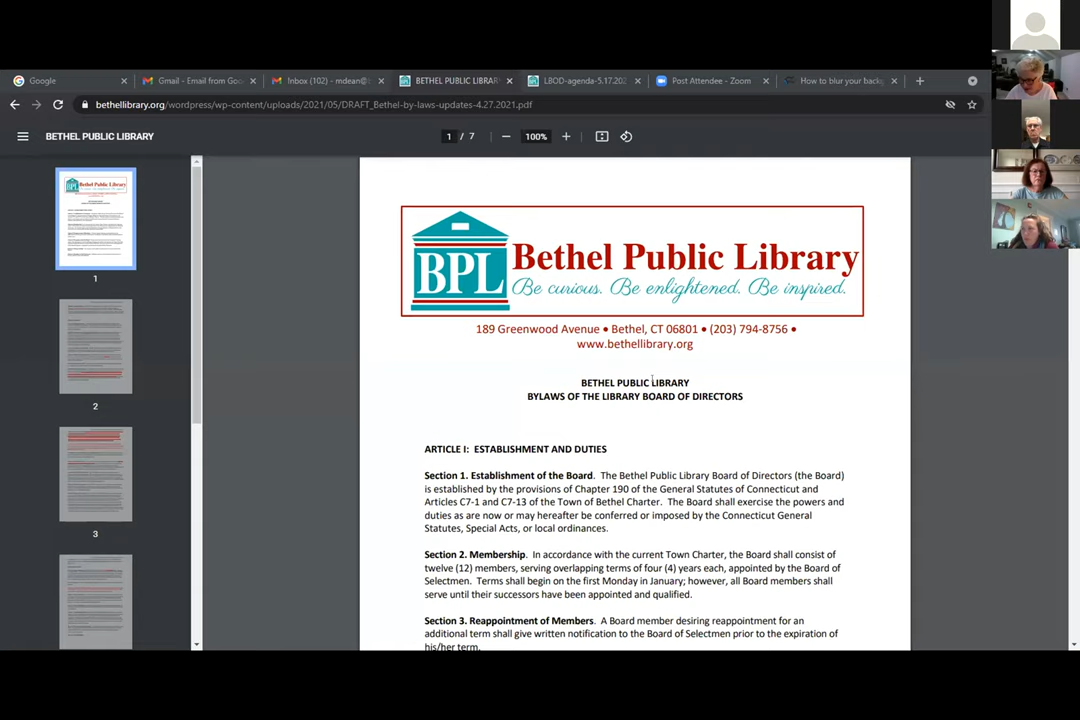 Google
Gmail - Email from Goo
Inbox (102) - mdean@b
BETHEL PUBLIC LIBRAR
LBOD-agenda-5.17.202
Post Attendee - Zoom
How to blur your back
bethellibrary.org/wordpress/wp-content/uploads/2021/05/DRAFT_Bethel-by-laws-updates-4.27.2021.pdf
BETHEL PUBLIC LIBRARY
1 / 7
100%
BPL
Bethel Public Library
Be curious. Be enlightened. Be inspired.
189 Greenwood Avenue • Bethel, CT 06801 • (203) 794-8756 •
www.bethellibrary.org
BETHEL PUBLIC LIBRARY
BYLAWS OF THE LIBRARY BOARD OF DIRECTORS
ARTICLE I: ESTABLISHMENT AND DUTIES
Section 1. Establishment of the Board. The Bethel Public Library Board of Directors (the Board)
is established by the provisions of Chapter 190 of the General Statutes of Connecticut and
Articles C7-1 and C7-13 of the Town of Bethel Charter. The Board shall exercise the powers and
duties as are now or may hereafter be conferred or imposed by the Connecticut General
Statutes, Special Acts, or local ordinances.
Section 2. Membership. In accordance with the current Town Charter, the Board shall consist of
twelve (12) members, serving overlapping terms of four (4) years each, appointed by the Board of
Selectmen. Terms shall begin on the first Monday in January; however, all Board members shall
serve until their successors have been appointed and qualified.
Section 3. Reappointment of Members. A Board member desiring reappointment for an
additional term shall give written notification to the Board of Selectmen prior to the expiration of
his/her term.
1
2
3